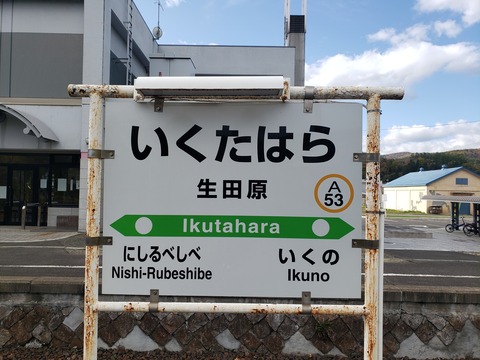 いくたはら
生田原
A
53
Ikutahara
にしるべしべ
Nishi-Rubeshibe
いくの
Ikuno